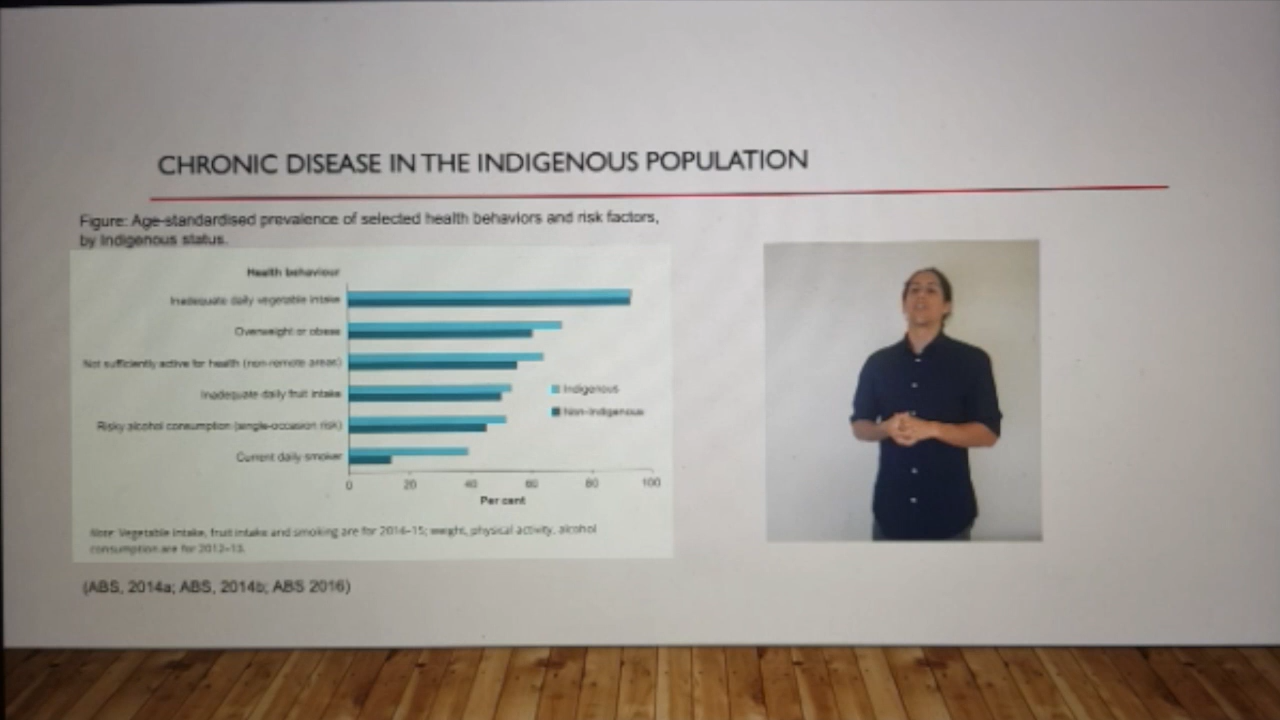 CHRONIC DISEASE IN THE INDIGENOUS POPULATION
Figure: Age-standardised prevalence of selected health behaviors and risk factors,
by Indigenous status.
Health behaviour
Inadequate daily vegetable intake
Overweight or obese
Not sufficiently active for health (non-remote areas)
Inadequate daily fruit intake
Risky alcohol consumption (single-occasion risk)
Current daily smoker
Indigenous
Non-Indigenous
0 20 40 60 80 100
Per cent
Note: Vegetable intake, fruit intake and smoking are for 2014–15; weight, physical activity, alcohol
consumption are for 2012–13.
(ABS, 2014a; ABS, 2014b; ABS 2016)